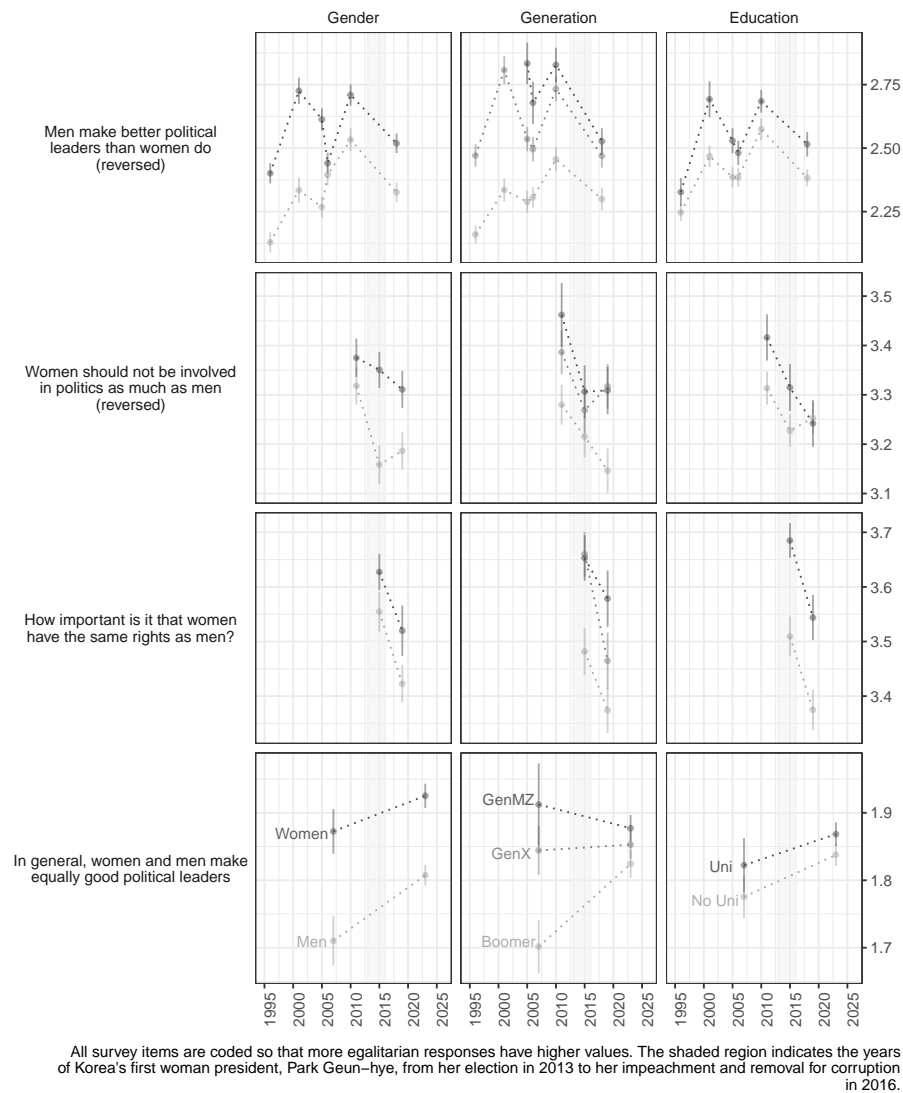 Gender
Generation
Education
Men make better political
leaders than women do
(reversed)
2.75
2.50
2.25
Women should not be involved
in politics as much as men
(reversed)
3.5
3.4
3.3
3.2
3.1
How important is it that women
have the same rights as men?
3.7
3.6
3.5
3.4
In general, women and men make
equally good political leaders
Women
Men
GenMZ
GenX
Boomer
Uni
No Uni
1.9
1.8
1.7
1995 2000 2005 2010 2015 2020 2025
1995 2000 2005 2010 2015 2020 2025
1995 2000 2005 2010 2015 2020 2025
All survey items are coded so that more egalitarian responses have higher values. The shaded region indicates the years
of Korea's first woman president, Park Geun−hye, from her election in 2013 to her impeachment and removal for corruption
in 2016.